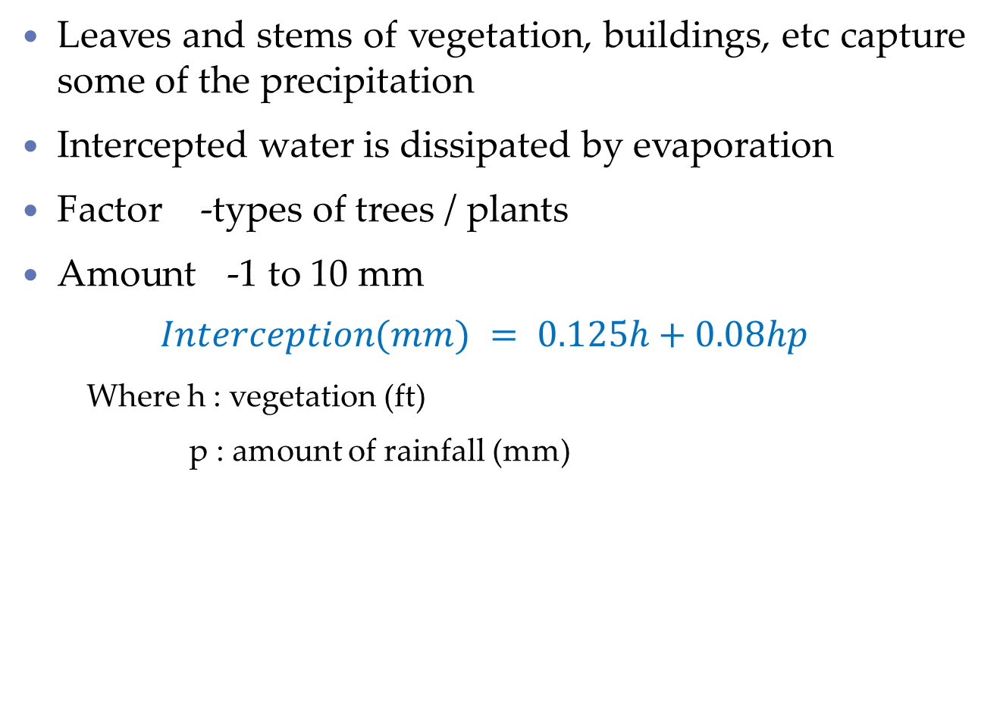 • Leaves and stems of vegetation, buildings, etc capture
some of the precipitation
• Intercepted water is dissipated by evaporation
• Factor -types of trees / plants
• Amount -1 to 10 mm
Interception(mm) = 0.125h + 0.08hp
Where h : vegetation (ft)
p : amount of rainfall (mm)